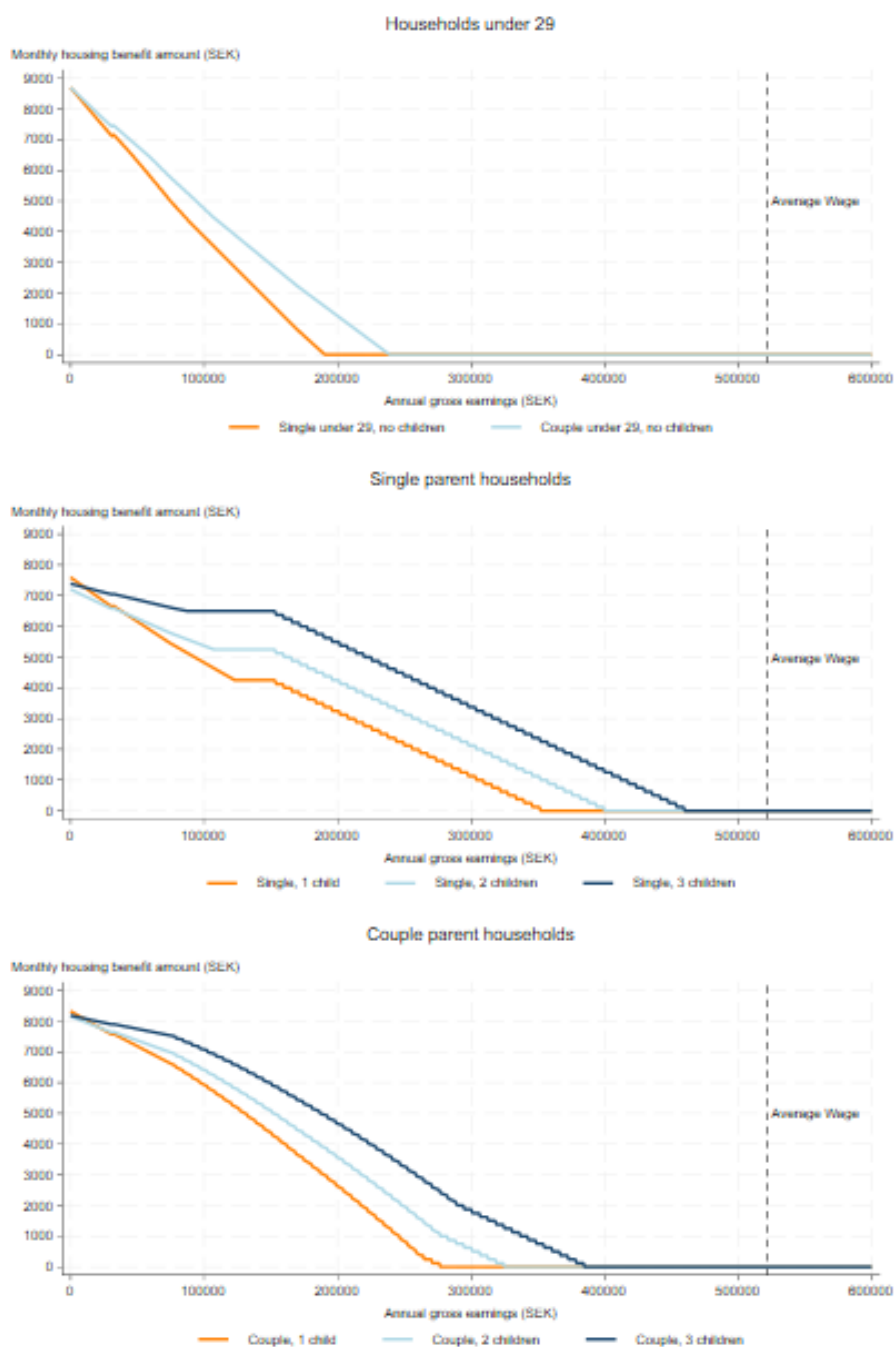 Households under 29
Monthly housing benefit amount (SEK)
9000
8000
7000
6000
5000
4000
3000
2000
1000
0
Average Wage
0 100000 200000 300000 400000 500000 600000
Annual gross earnings (SEK)
Single under 29, no children Couple under 29, no children
Single parent households
Monthly housing benefit amount (SEK)
9000
8000
7000
6000
5000
4000
3000
2000
1000
0
Average Wage
0 100000 200000 300000 400000 500000 600000
Annual gross earnings (SEK)
Single, 1 child Single, 2 children Single, 3 children
Couple parent households
Monthly housing benefit amount (SEK)
9000
8000
7000
6000
5000
4000
3000
2000
1000
0
Average Wage
0 100000 200000 300000 400000 500000 600000
Annual gross earnings (SEK)
Couple, 1 child Couple, 2 children Couple, 3 children